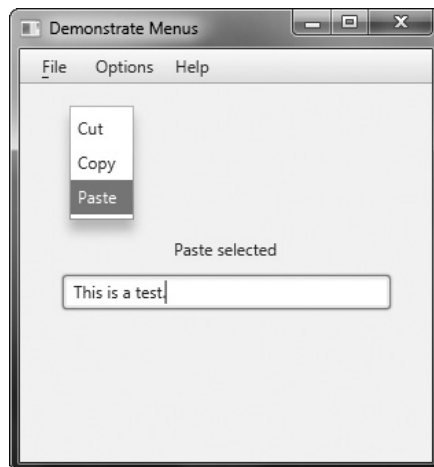 Demonstrate Menus
File Options Help
Cut
Copy
Paste
Paste selected
This is a test.